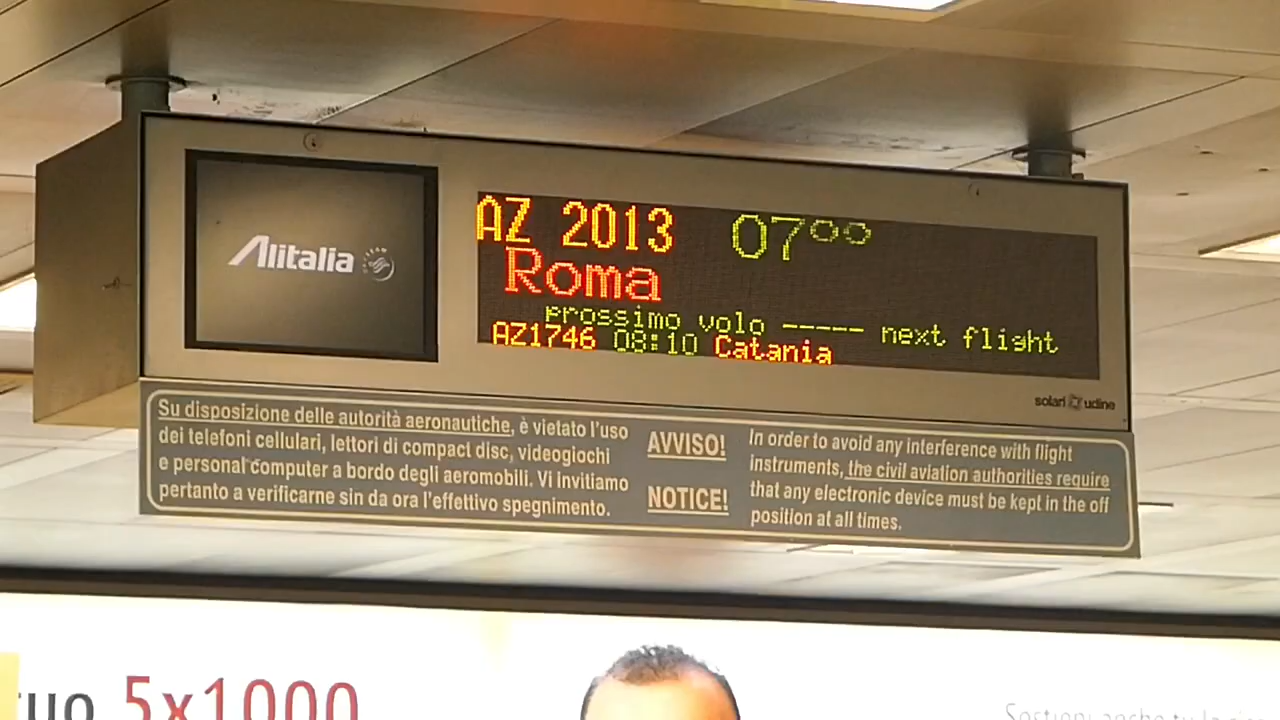 Alitalia
AZ 2013 07⁰⁰
Roma
prossimo volo ----- next flight
AZ1746 08:10 Catania
solari udine
Su disposizione delle autorità aeronautiche, è vietato l'uso
dei telefoni cellulari, lettori di compact disc, videogiochi
e personal computer a bordo degli aeromobili. Vi invitiamo
pertanto a verificarne sin da ora l'effettivo spegnimento.
AVVISO!
NOTICE!
In order to avoid any interference with flight
instruments, the civil aviation authorities require
that any electronic device must be kept in the off
position at all times.
5x1000
Sostieni anche tu